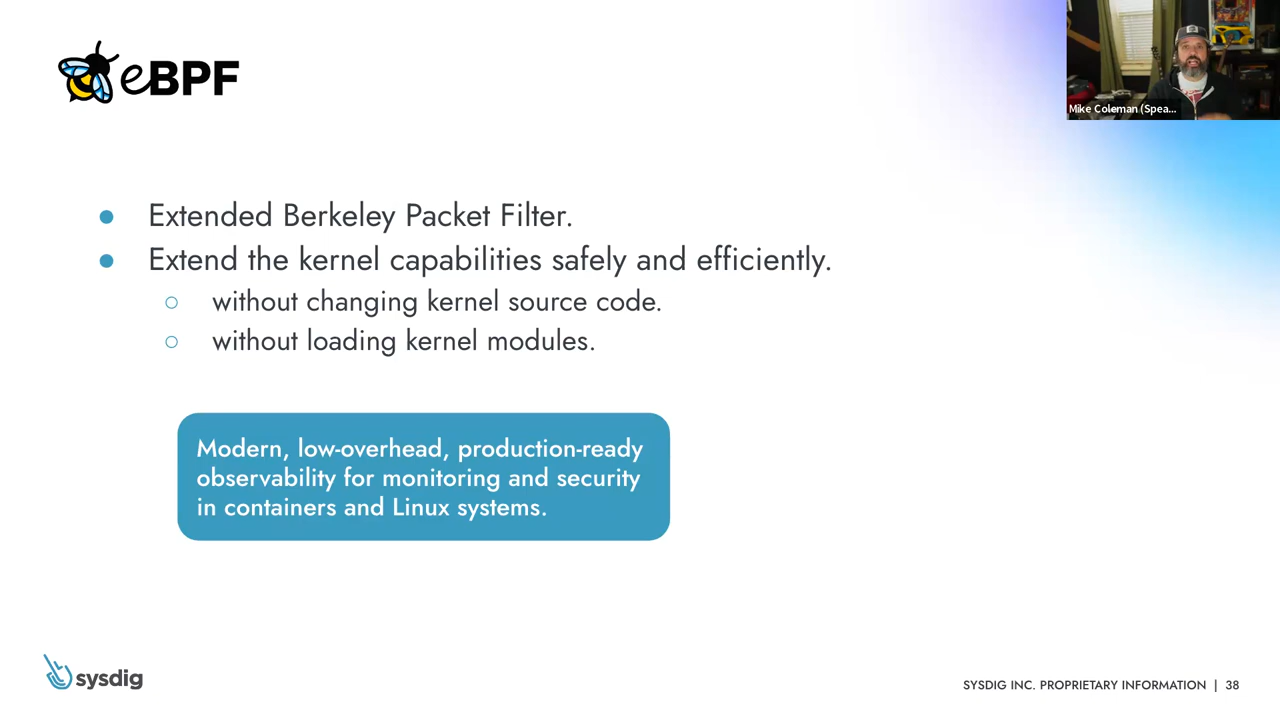 eBPF
Mike Coleman (Spea...
Extended Berkeley Packet Filter.
Extend the kernel capabilities safely and efficiently.
without changing kernel source code.
without loading kernel modules.
Modern, low-overhead, production-ready
observability for monitoring and security
in containers and Linux systems.
sysdig
SYSDIG INC. PROPRIETARY INFORMATION | 38